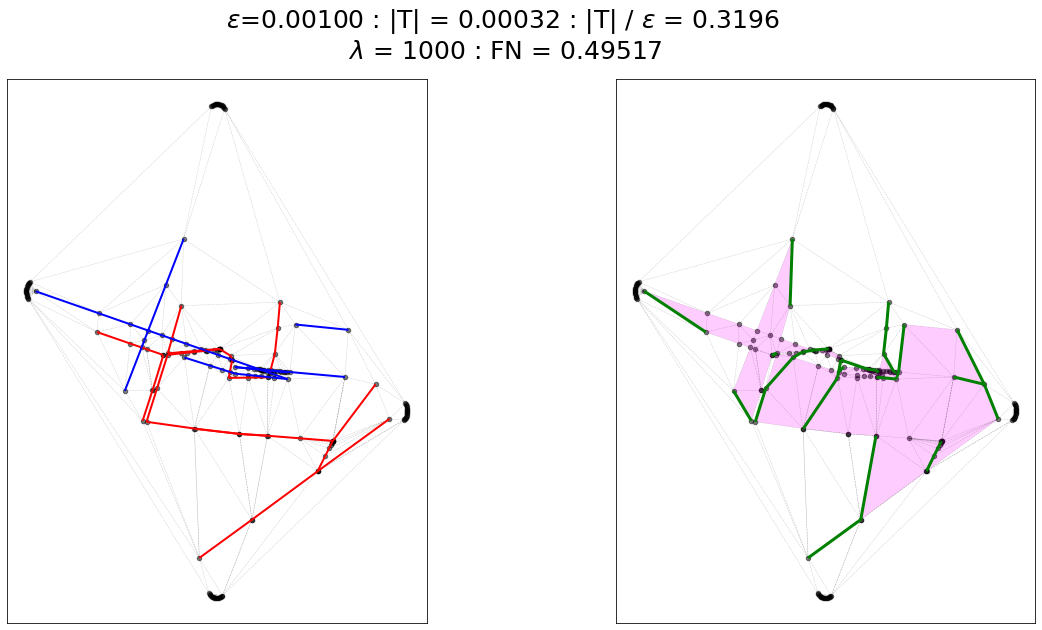 ε=0.00100 : |T| = 0.00032 : |T| / ε = 0.3196
λ = 1000 : FN = 0.49517